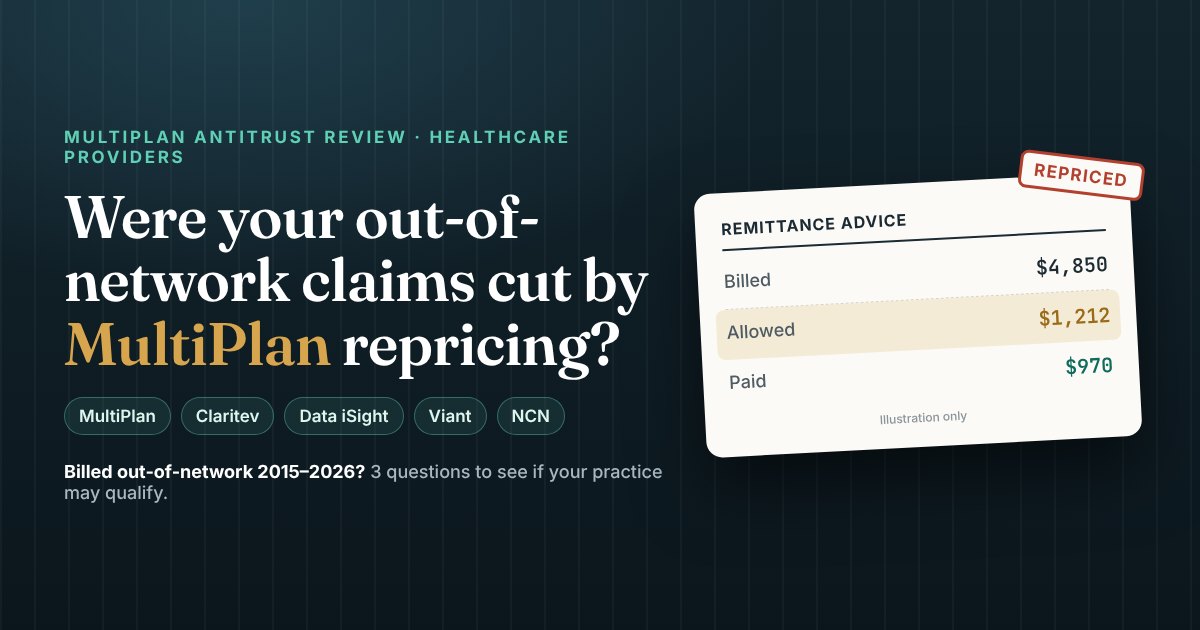 MULTIPLAN ANTITRUST REVIEW · HEALTHCARE
PROVIDERS
Were your out-of-
network claims cut by
MultiPlan repricing?
MultiPlan
Claritev
Data iSight
Viant
NCN
Billed out-of-network 2015–2026? 3 questions to see if your practice
may qualify.
REPRICED
REMITTANCE ADVICE
Billed $4,850
Allowed $1,212
Paid $970
Illustration only